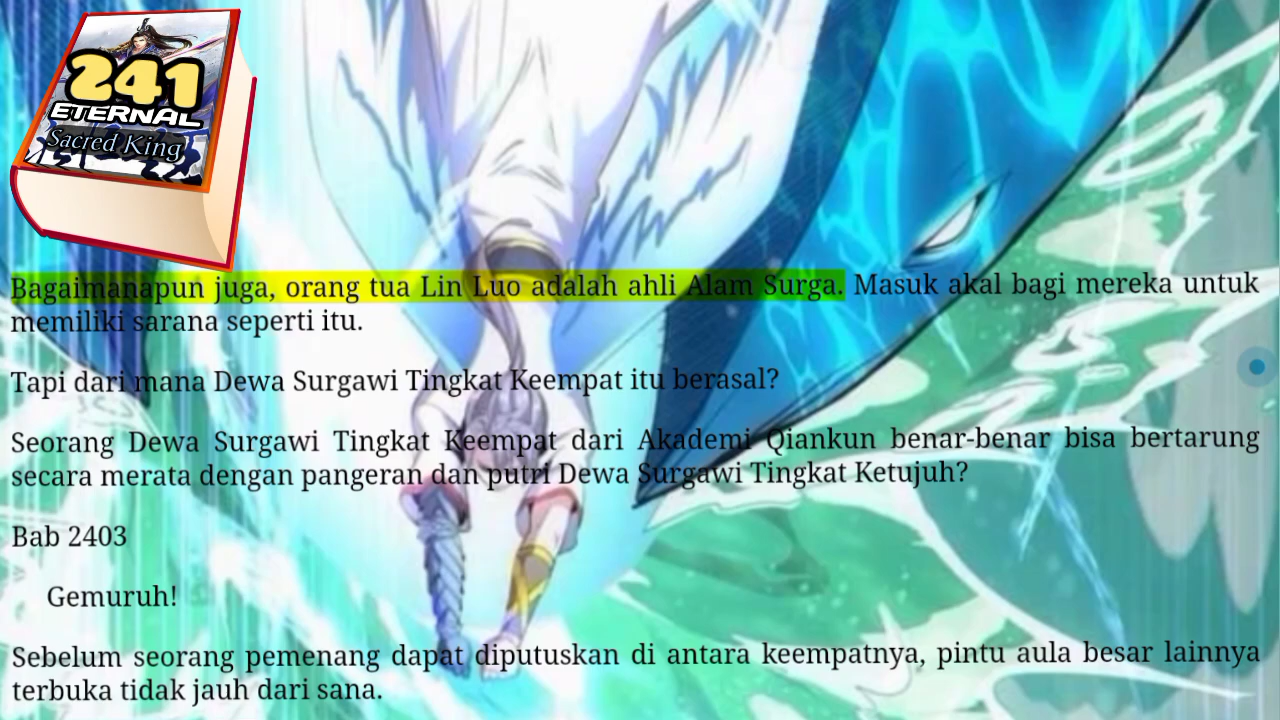 241
ETERNAL
Sacred King
Bagaimanapun juga, orang tua Lin Luo adalah ahli Alam Surga. Masuk akal bagi mereka untuk
memiliki sarana seperti itu.
Tapi dari mana Dewa Surgawi Tingkat Keempat itu berasal?
Seorang Dewa Surgawi Tingkat Keempat dari Akademi Qiankun benar-benar bisa bertarung
secara merata dengan pangeran dan putri Dewa Surgawi Tingkat Ketujuh?
Bab 2403
Gemuruh!
Sebelum seorang pemenang dapat diputuskan di antara keempatnya, pintu aula besar lainnya
terbuka tidak jauh dari sana.